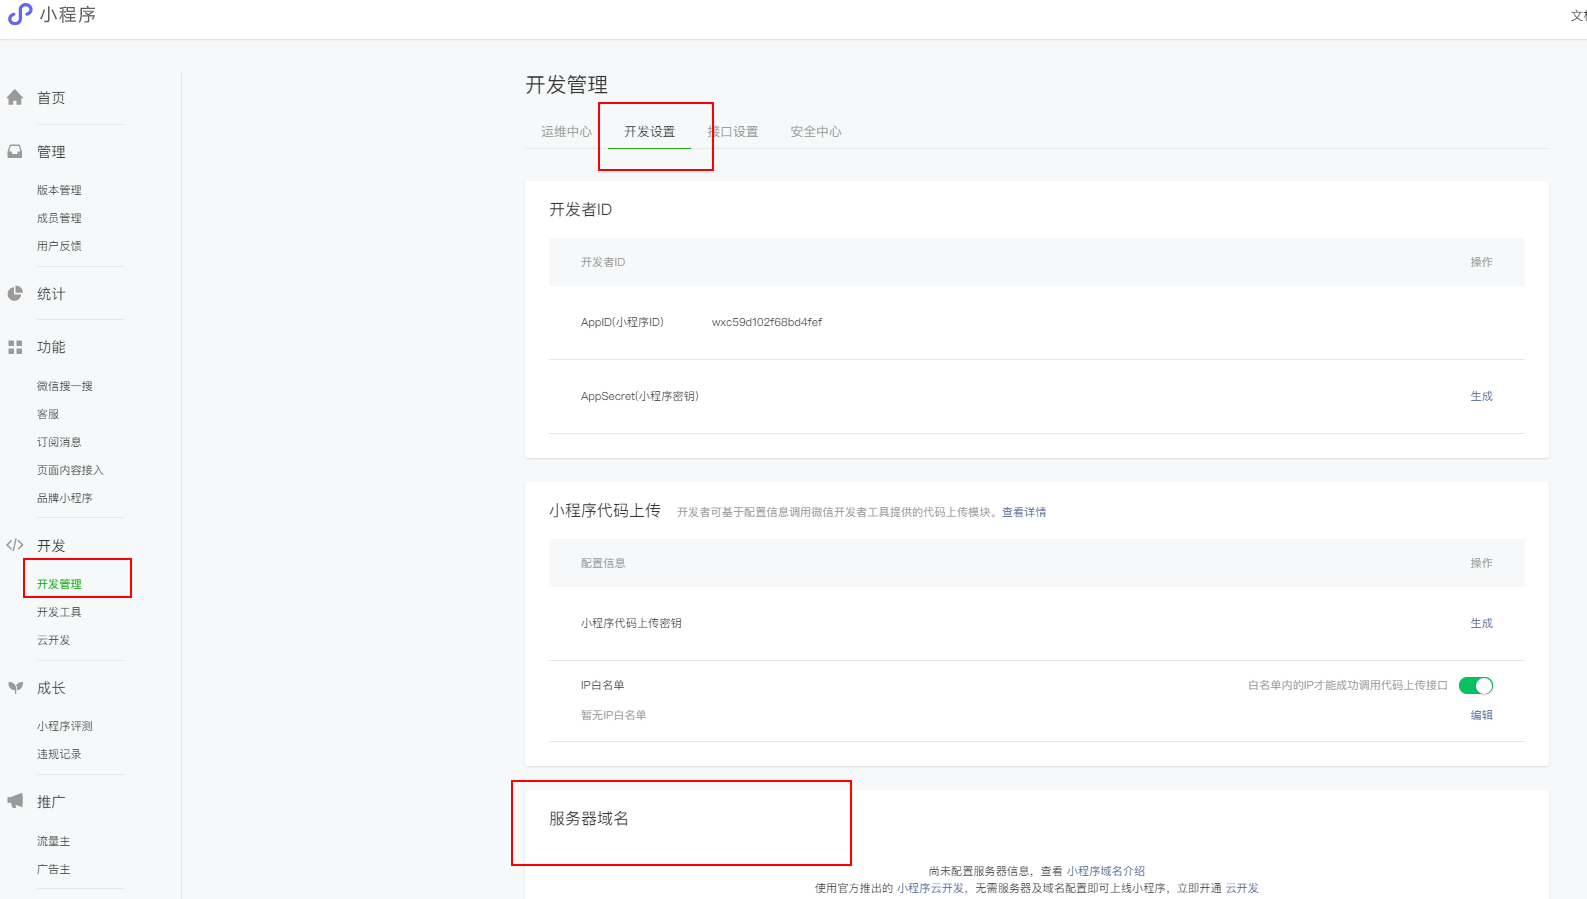 小程序
文
首页
管理
版本管理
成员管理
用户反馈
统计
功能
微信搜一搜
客服
订阅消息
页面内容接入
品牌小程序
开发
开发管理
开发工具
云开发
成长
小程序评测
违规记录
推广
流量主
广告主
开发管理
运维中心 开发设置 接口设置 安全中心
开发者ID
开发者ID 操作
AppID(小程序ID) wxc59d102f68bd4fef
AppSecret(小程序密钥) 生成
小程序代码上传 开发者可基于配置信息调用微信开发者工具提供的代码上传模块。查看详情
配置信息 操作
小程序代码上传密钥 生成
IP白名单 白名单内的IP才能成功调用代码上传接口
暂无IP白名单 编辑
服务器域名
尚未配置服务器信息，查看 小程序域名介绍
使用官方推出的 小程序云开发，无需服务器及域名配置即可上线小程序，立即开通 云开发